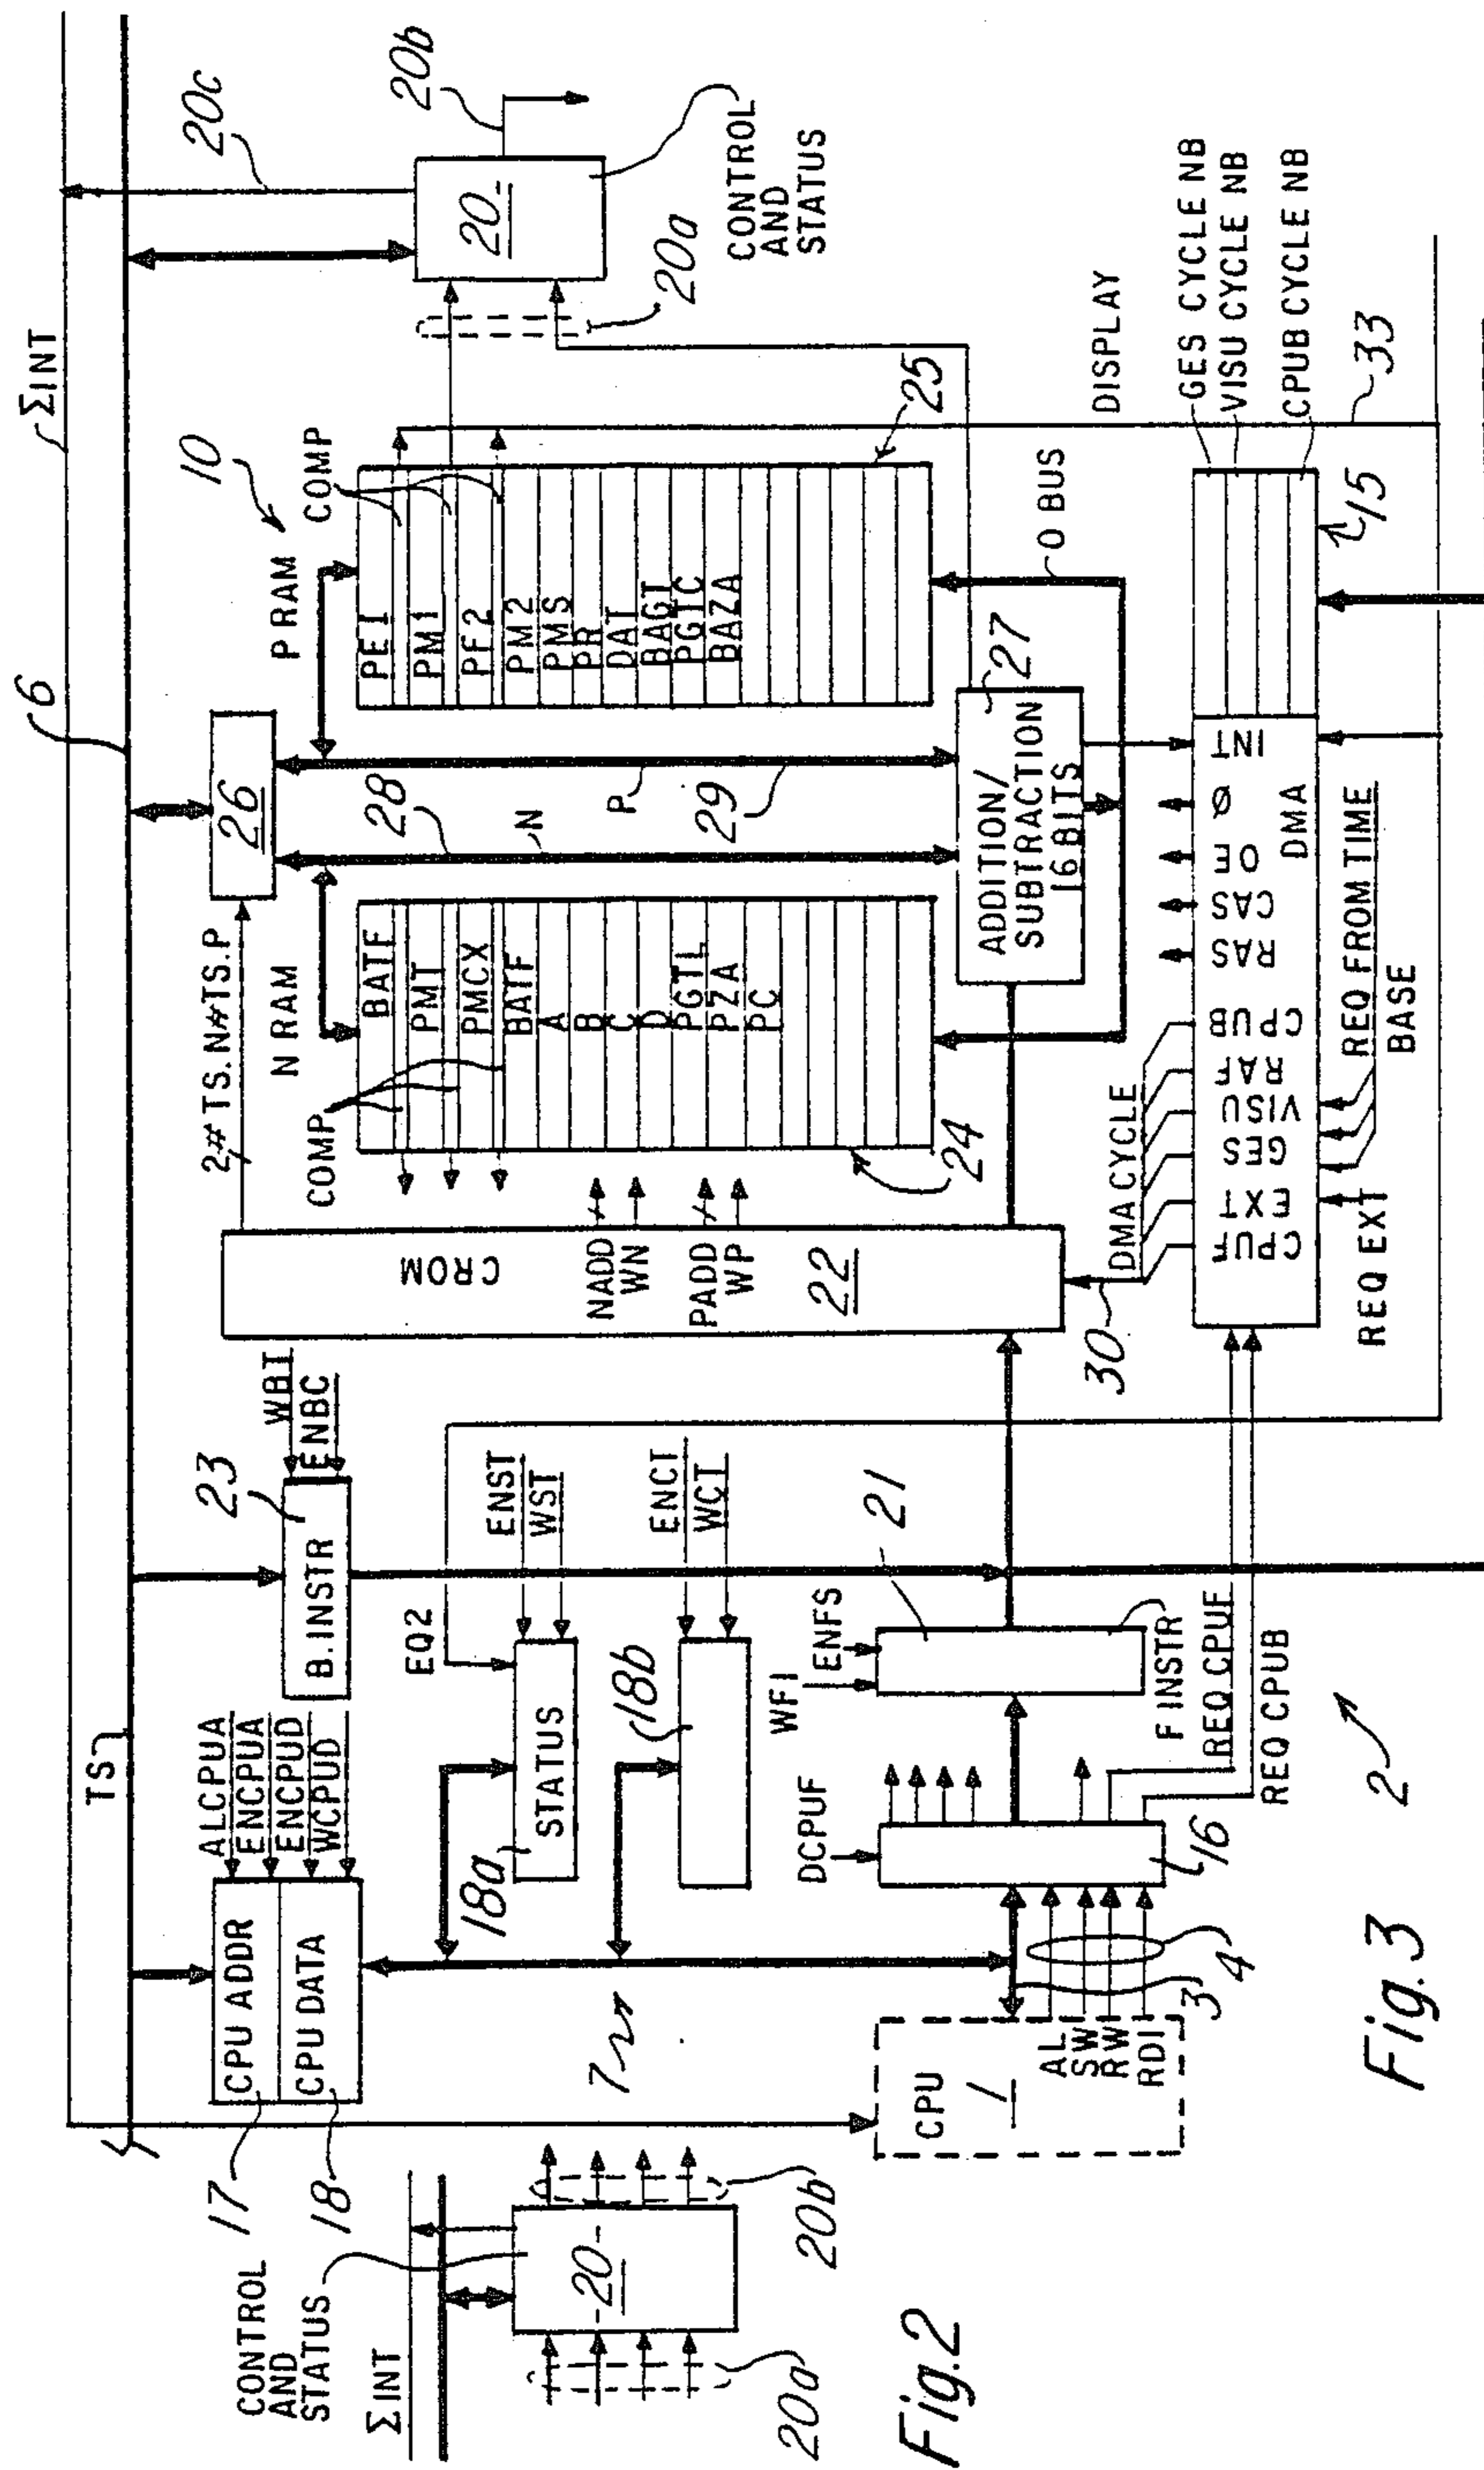 ΣINT
6
TS
20c
20b
20
20a
CONTROL
AND
STATUS
CPU ADDR
CPU DATA
17
18
ALCPUA
ENCPUA
ENCPUD
WCPUD
23
B.INSTR
WBI
ENBC
2#TS.N#TS.P
26
N RAM
P RAM
10
COMP
COMP
28
N
P
29
BATF
PMT
PMCX
BATF
A
B
C
D
PGTL
PZA
PC
24
PE1
PM1
PF2
PM2
PMS
PR
DAT
BAGT
PGTC
BAZA
25
CROM
NADD
WN
PADD
WP
22
EQ2
ENST
WST
18a
STATUS
ENCT
WCT
18b
7
21
WFI
ENFS
F INSTR
DCPUF
16
REQ CPUF
REQ CPUB
ADDITION/
SUBTRACTION
16 BITS
27
O BUS
30
DMA CYCLE
CPUF
EXT
GES
VISU
RAF
CPUB
RAS
CAS
OE
Ø
INT
DMA
REQ EXT
REQ FROM TIME
BASE
DISPLAY
GES CYCLE NB
VISU CYCLE NB
CPUB CYCLE NB
15
33
CPU
1
AL
SW
RW
RDI
3
4
2
Fig.3
CONTROL
AND
STATUS
ΣINT
20
20a
20b
Fig.2